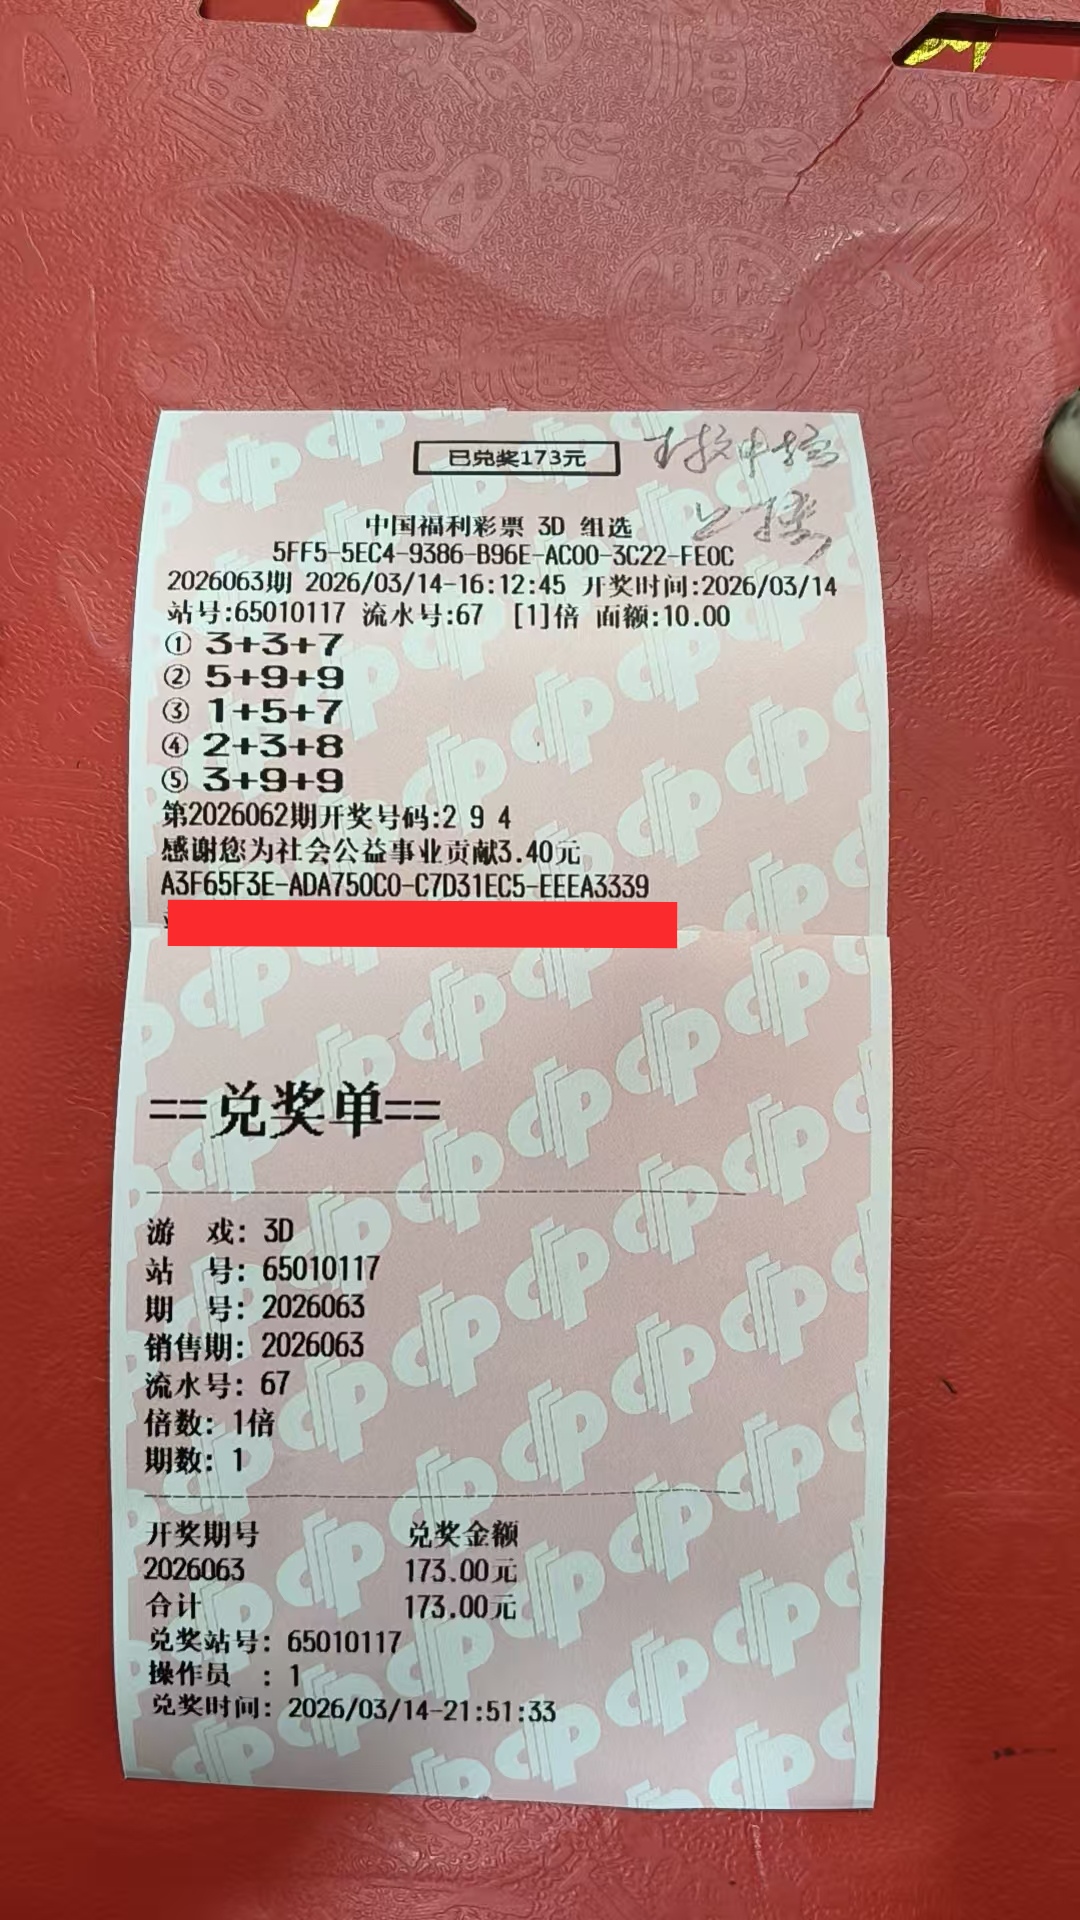 已兑奖173元
中国福利彩票 3D 组选
5FF5-5EC4-9386-B96E-AC00-3C22-FE0C
2026063期 2026/03/14-16:12:45 开奖时间:2026/03/14
站号:65010117 流水号:67 [1]倍 面额:10.00
① 3+3+7
② 5+9+9
③ 1+5+7
④ 2+3+8
⑤ 3+9+9
第2026062期开奖号码:2 9 4
感谢您为社会公益事业贡献3.40元
A3F65F3E-ADA750C0-C7D31EC5-EEEA3339
==兑奖单==
游 戏: 3D
站 号: 65010117
期 号: 2026063
销售期: 2026063
流水号: 67
倍数: 1倍
期数: 1
开奖期号 兑奖金额
2026063 173.00元
合计 173.00元
兑奖站号: 65010117
操作员 : 1
兑奖时间: 2026/03/14-21:51:33